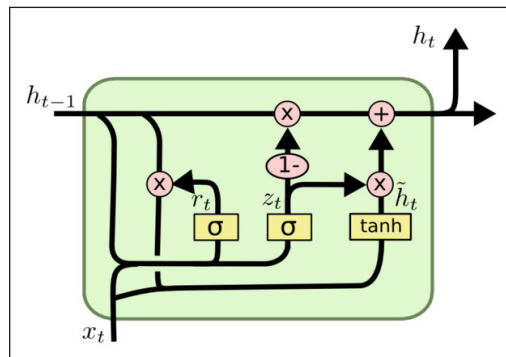 h_t
h_{t-1}
x
+
1-
x
r_t
z_t
x
h̃_t
σ
σ
tanh
x_t